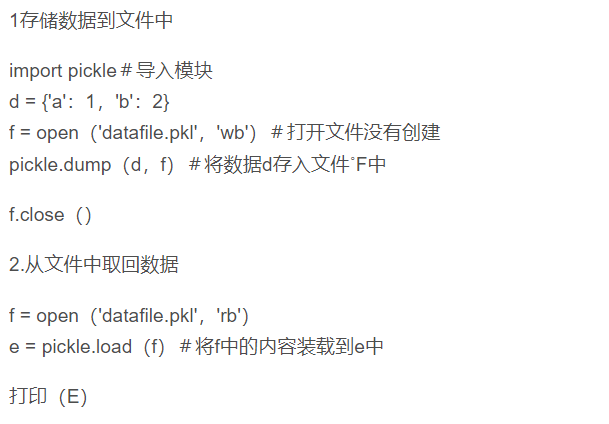 1存储数据到文件中
import pickle＃导入模块
d = {'a'：1，'b'：2}
f = open（'datafile.pkl'，'wb'）＃打开文件没有创建
pickle.dump（d，f）＃将数据d存入文件°F中
f.close（）
2.从文件中取回数据
f = open（'datafile.pkl'，'rb'）
e = pickle.load（f）＃将f中的内容装载到e中
打印（E）